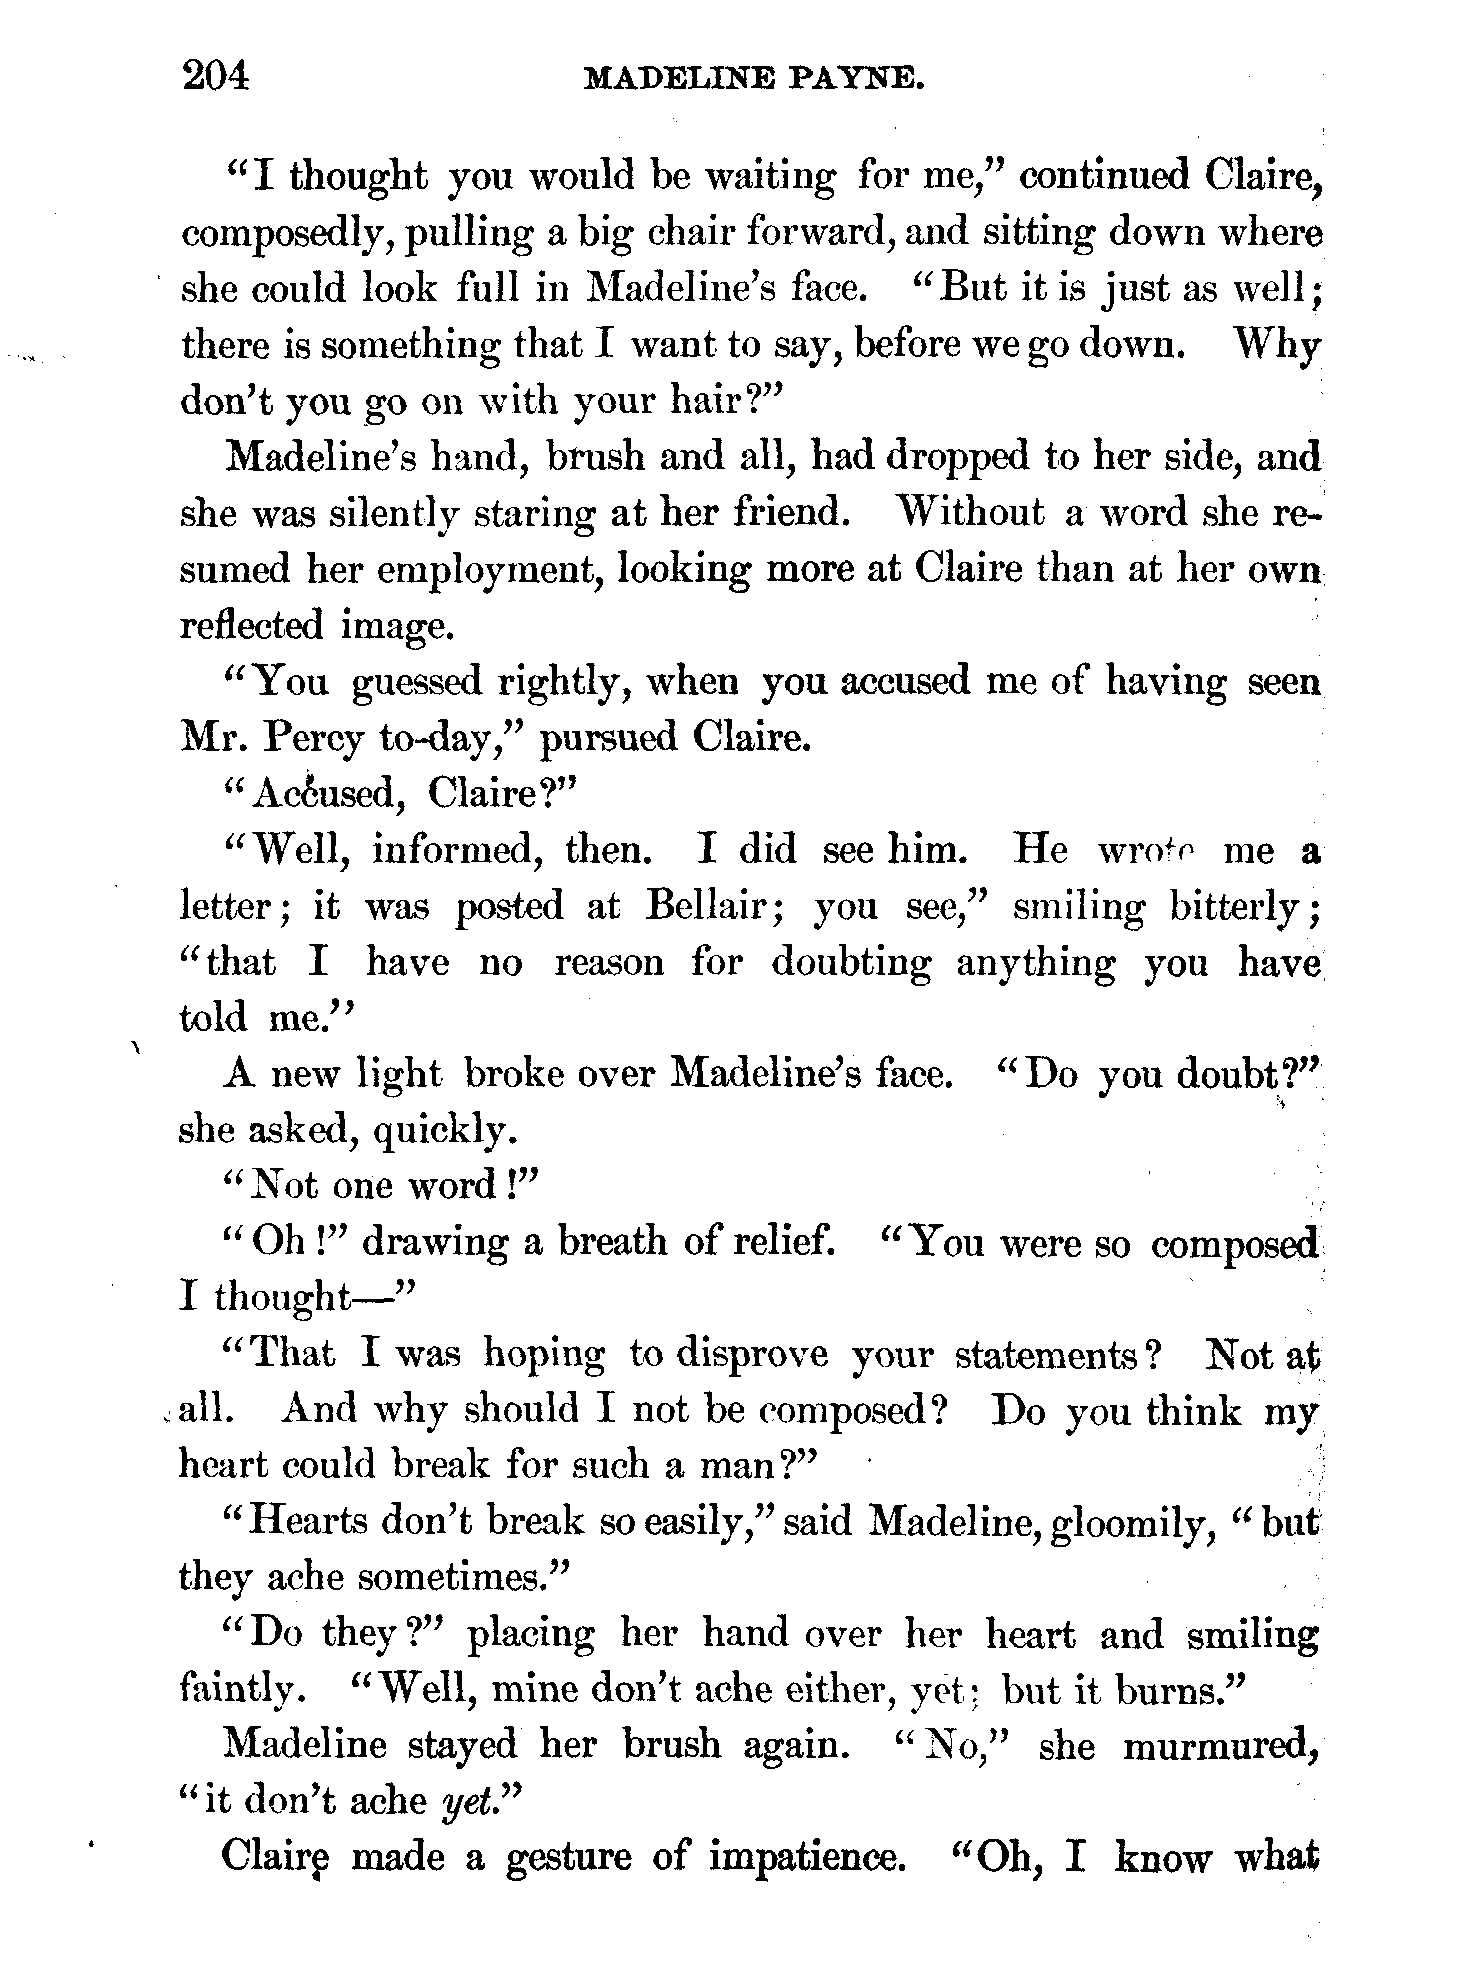 204 MADELINE PAYNE.
“I thought you would be waiting for me,” continued Claire,
composedly, pulling a big chair forward, and sitting down where
she could look full in Madeline’s face. “But it is just as well;
there is something that I want to say, before we go down. Why
don’t you go on with your hair?”
Madeline’s hand, brush and all, had dropped to her side, and
she was silently staring at her friend. Without a word she re-
sumed her employment, looking more at Claire than at her own
reflected image.
“You guessed rightly, when you accused me of having seen
Mr. Percy to-day,” pursued Claire.
“Accused, Claire?”
“Well, informed, then. I did see him. He wrote me a
letter; it was posted at Bellair; you see,” smiling bitterly;
“that I have no reason for doubting anything you have
told me.”
A new light broke over Madeline’s face. “Do you doubt?”
she asked, quickly.
“Not one word!”
“Oh!” drawing a breath of relief. “You were so composed
I thought—”
“That I was hoping to disprove your statements? Not at
all. And why should I not be composed? Do you think my
heart could break for such a man?”
“Hearts don’t break so easily,” said Madeline, gloomily, “but
they ache sometimes.”
“Do they?” placing her hand over her heart and smiling
faintly. “Well, mine don’t ache either, yet; but it burns.”
Madeline stayed her brush again. “No,” she murmured,
“it don’t ache yet.”
Claire made a gesture of impatience. “Oh, I know what